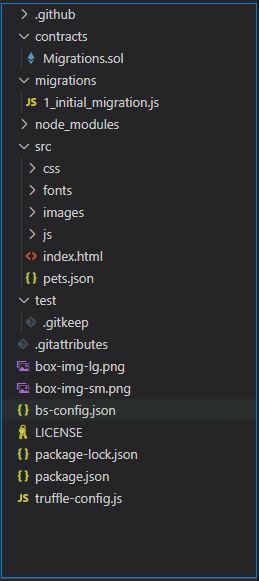 .github
contracts
Migrations.sol
migrations
JS 1_initial_migration.js
node_modules
src
css
fonts
images
js
<> index.html
{} pets.json
test
.gitkeep
.gitattributes
box-img-lg.png
box-img-sm.png
{} bs-config.json
LICENSE
{} package-lock.json
{} package.json
JS truffle-config.js